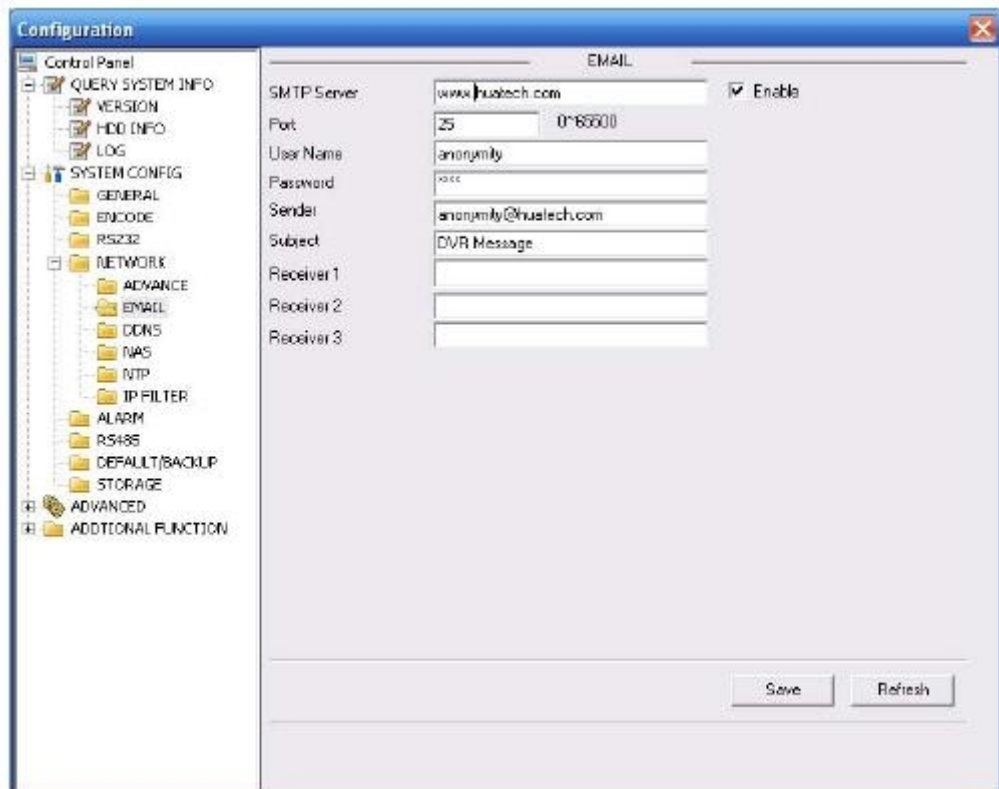 Configuration
Control Panel
QUERY SYSTEM INFO
VERSION
HDD INFO
LOG
SYSTEM CONFIG
GENERAL
ENCODE
RS232
NETWORK
ADVANCE
EMAIL
DDNS
NAS
NTP
IP FILTER
ALARM
RS485
DEFAULT/BACKUP
STORAGE
ADVANCED
ADDTIONAL FUNCTION
EMAIL
SMTP Server www.huatech.com Enable
Port 25 0~65500
User Name anonymity
Password ****
Sender anonymity@huatech.com
Subject DVR Message
Receiver 1
Receiver 2
Receiver 3
Save Refresh